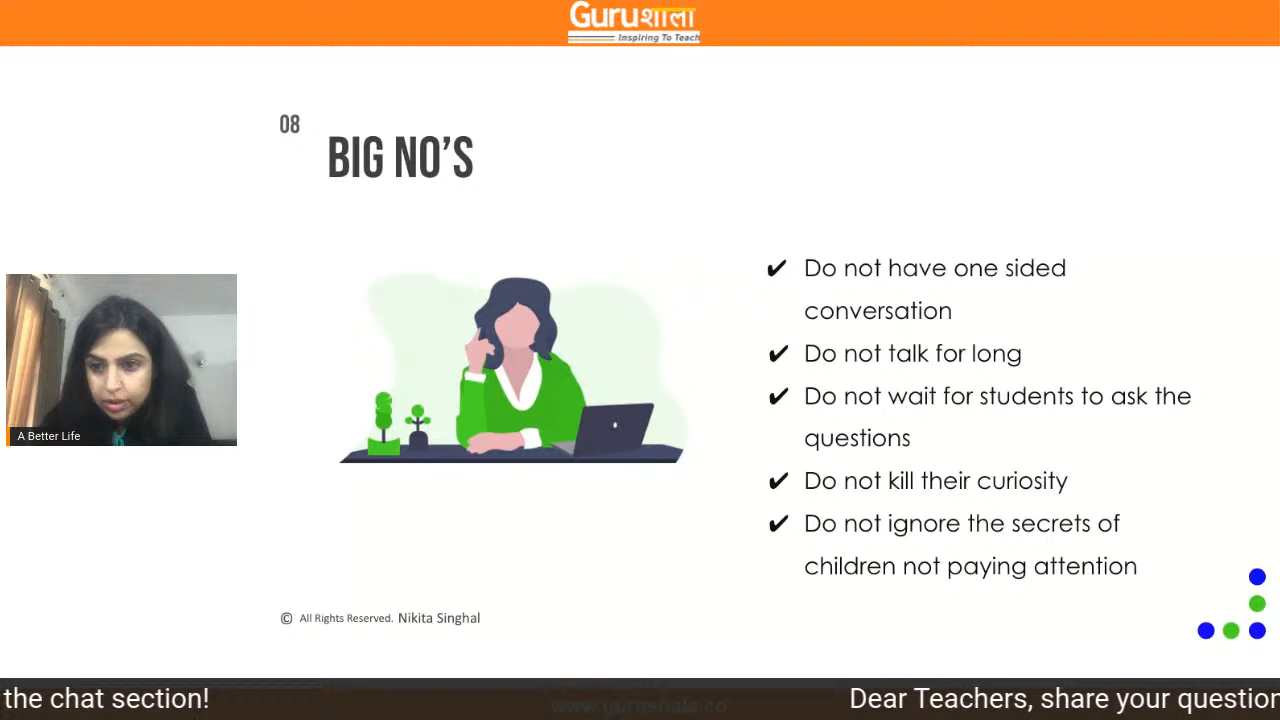 Guruशाला
Inspiring To Teach
08
BIG NO’S
✔ Do not have one sided
conversation
✔ Do not talk for long
✔ Do not wait for students to ask the
questions
✔ Do not kill their curiosity
✔ Do not ignore the secrets of
children not paying attention
A Better Life
© All Rights Reserved. Nikita Singhal
the chat section! Dear Teachers, share your question